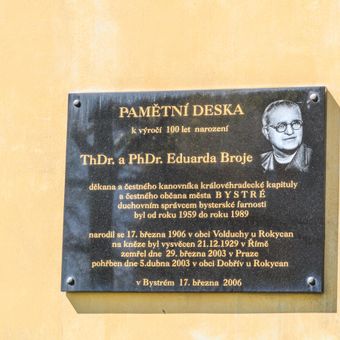 PAMĚTNÍ DESKA
k výročí 100 let narození
ThDr. a PhDr. Eduarda Broje
děkana a čestného kanovníka královéhradecké kapituly
a čestného občana města BYSTRÉ
duchovním správcem bysterské farnosti
byl od roku 1959 do roku 1989
narodil se 17. března 1906 v obci Volduchy u Rokycan
na kněze byl vysvěcen 21.12.1929 v Římě
zemřel dne 29. března 2003 v Praze
pohřben dne 5.dubna 2003 v obci Dobřív u Rokycan
v Bystrém 17. března 2006